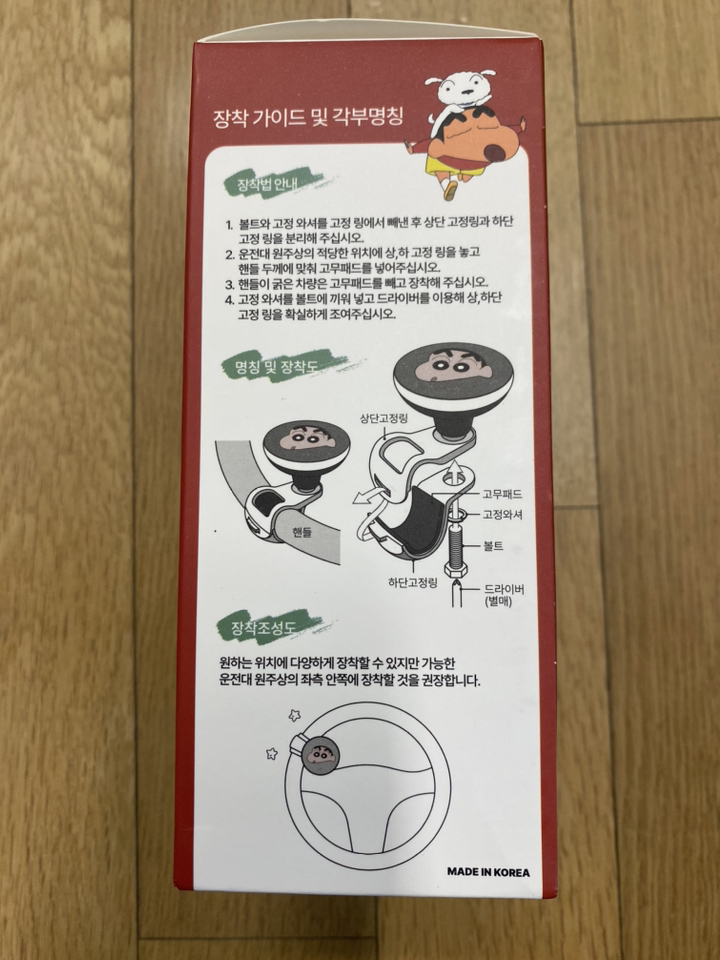 장착 가이드 및 각부명칭
장착법 안내
1. 볼트와 고정 와셔를 고정 링에서 빼낸 후 상단 고정링과 하단
고정 링을 분리해 주십시오.
2. 운전대 원주상의 적당한 위치에 상,하 고정 링을 놓고
핸들 두께에 맞춰 고무패드를 넣어주십시오.
3. 핸들이 굵은 차량은 고무패드를 빼고 장착해 주십시오.
4. 고정 와셔를 볼트에 끼워 넣고 드라이버를 이용해 상,하단
고정 링을 확실하게 조여주십시오.
명칭 및 장착도
상단고정링
고무패드
고정와셔
핸들
볼트
하단고정링
드라이버
(별매)
장착조성도
원하는 위치에 다양하게 장착할 수 있지만 가능한
운전대 원주상의 좌측 안쪽에 장착할 것을 권장합니다.
MADE IN KOREA